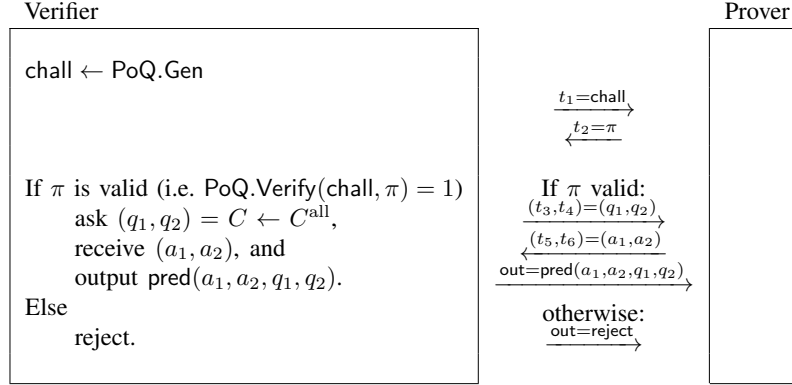 Verifier Prover
chall ← PoQ.Gen
t₁=chall
t₂=π
If π is valid (i.e. PoQ.Verify(chall, π) = 1) If π valid:
ask (q₁, q₂) = C ← Cᵃˡˡ, (t₃,t₄)=(q₁,q₂)
receive (a₁, a₂), and (t₅,t₆)=(a₁,a₂)
output pred(a₁, a₂, q₁, q₂). out=pred(a₁,a₂,q₁,q₂)
Else otherwise:
reject. out=reject